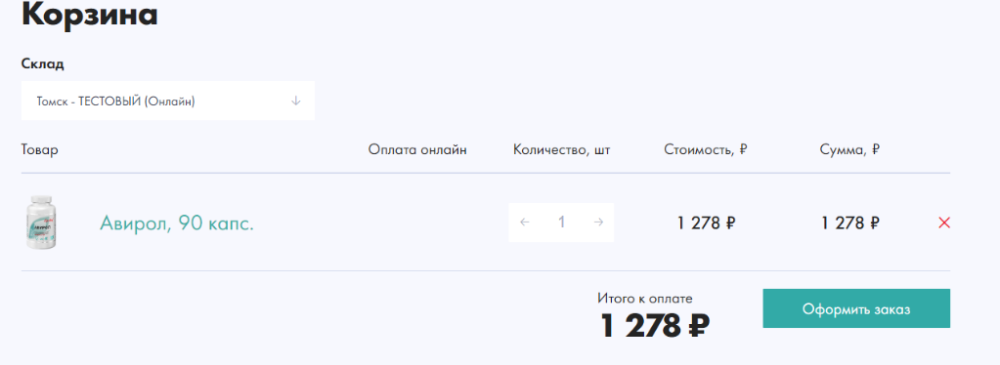 Корзина
Склад
Томск - ТЕСТОВЫЙ (Онлайн)
Товар Оплата онлайн Количество, шт Стоимость, ₽ Сумма, ₽
Авирол, 90 капс. 1 1 278 ₽ 1 278 ₽
Итого к оплате
1 278 ₽
Оформить заказ